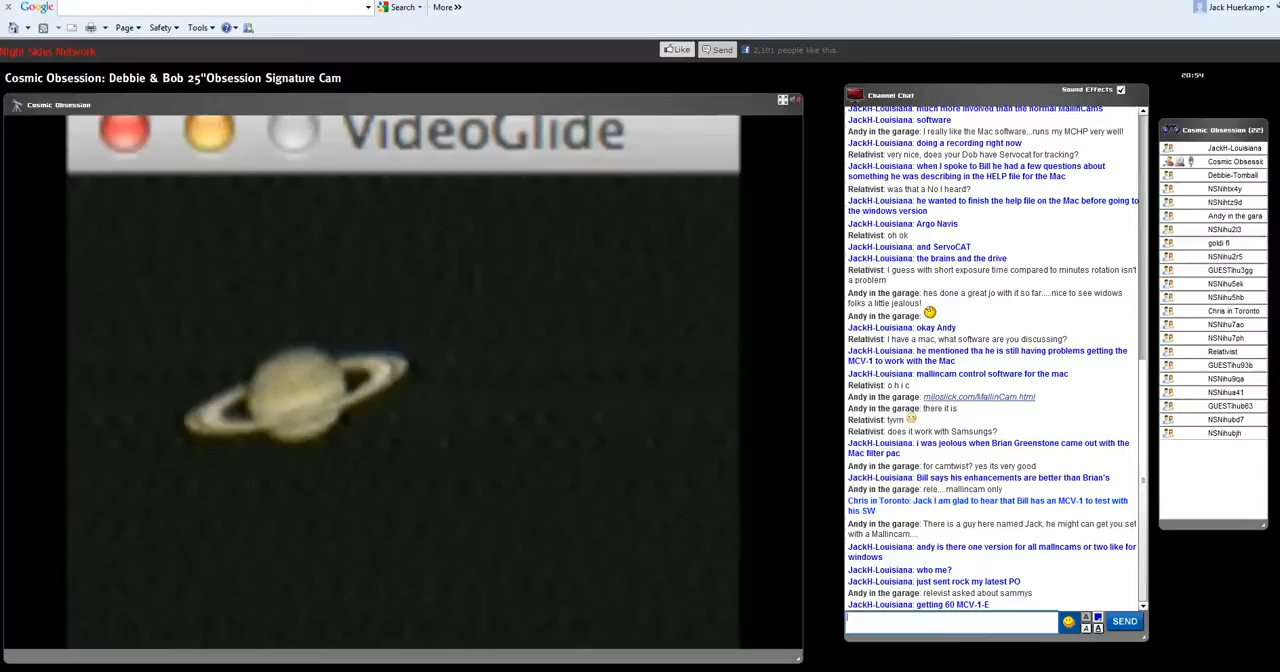 Google
Search
More >>
Jack Huerkamp
Page
Safety
Tools
Night Skies Network
Like
Send
2,101 people like this.
Cosmic Obsession: Debbie & Bob 25"Obsession Signature Cam
20:54
Cosmic Obsession
VideoGlide
Channel Chat
Sound Effects
JackH-Louisiana: much more involved than the normal MallinCams
JackH-Louisiana: software
Andy in the garage: I really like the Mac software...runs my MCHP very well!
JackH-Louisiana: doing a recording right now
Relativist: very nice, does your Dob have Servocat for tracking?
JackH-Louisiana: when I spoke to Bill he had a few questions about
something he was describing in the HELP file for the Mac
Relativist: was that a No I heard?
JackH-Louisiana: he wanted to finish the help file on the Mac before going to
the windows version
JackH-Louisiana: Argo Navis
Relativist: oh ok
JackH-Louisiana: and ServoCAT
JackH-Louisiana: the brains and the drive
Relativist: I guess with short exposure time compared to minutes rotation isn't
a problem
Andy in the garage: hes done a great jo with it so far.....nice to see widows
folks a little jealous!
Andy in the garage:
JackH-Louisiana: okay Andy
Relativist: I have a mac, what software are you discussing?
JackH-Louisiana: he mentioned tha he is still having problems getting the
MCV-1 to work with the Mac
JackH-Louisiana: mallincam control software for the mac
Relativist: o h i c
Andy in the garage: miloslick.com/MallinCam.html
Andy in the garage: there it is
Relativist: tyvm
Relativist: does it work with Samsungs?
JackH-Louisiana: i was jeolous when Brian Greenstone came out with the
Mac filter pac
Andy in the garage: for camtwist? yes its very good
JackH-Louisiana: Bill says his enhancements are better than Brian's
Andy in the garage: rele....mallincam only
Chris in Toronto: Jack I am glad to hear that Bill has an MCV-1 to test with
his SW
Andy in the garage: There is a guy here named Jack, he might can get you set
with a Mallincam....
JackH-Louisiana: andy is there one version for all mallncams or two like for
windows
JackH-Louisiana: who me?
JackH-Louisiana: just sent rock my latest PO
Andy in the garage: relevist asked about sammys
JackH-Louisiana: getting 60 MCV-1-E
SEND
Cosmic Obsession (22)
JackH-Louisiana
Cosmic Obsessi
Debbie-Tomball
NSNihtx4y
NSNihtz9d
Andy in the gara
NSNihu2l3
goldi fl
NSNihu2r5
GUESTihu3gg
NSNihu5ek
NSNihu5hb
Chris in Toronto
NSNihu7ao
NSNihu7ph
Relativist
GUESTihu93b
NSNihu9qa
NSNihua41
GUESTihub63
NSNihubd7
NSNihubjh